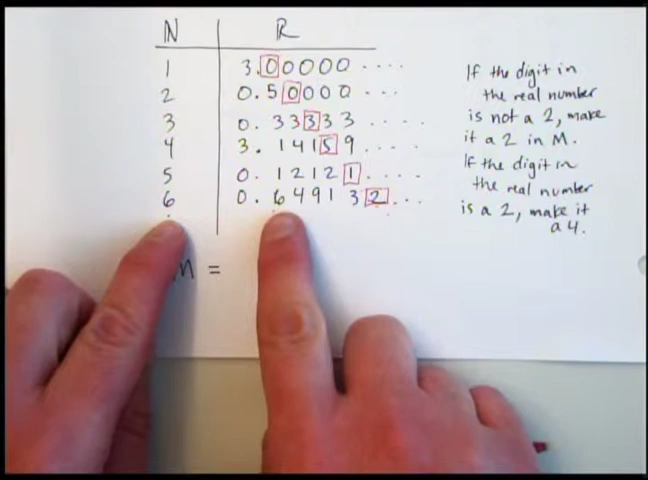 N R
1 3.00000....
2 0.50000...
3 0.33333....
4 3.14159....
5 0.12121....
6 0.649132...
M =
If the digit in
the real number
is not a 2, make
it a 2 in M.
If the digit in
the real number
is a 2, make it
a 4.